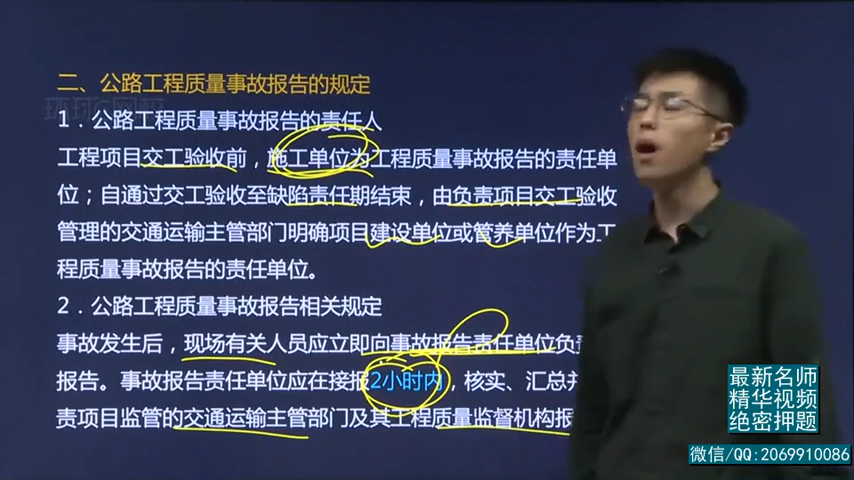 二、公路工程质量事故报告的规定
1．公路工程质量事故报告的责任人
工程项目交工验收前，施工单位为工程质量事故报告的责任单
位；自通过交工验收至缺陷责任期结束，由负责项目交工验收
管理的交通运输主管部门明确项目建设单位或管养单位作为工
程质量事故报告的责任单位。
2．公路工程质量事故报告相关规定
事故发生后，现场有关人员应立即向事故报告责任单位负责
报告。事故报告责任单位应在接报2小时内，核实、汇总并
责项目监管的交通运输主管部门及其工程质量监督机构报
最新名师
精华视频
绝密押题
微信/QQ:2069910086